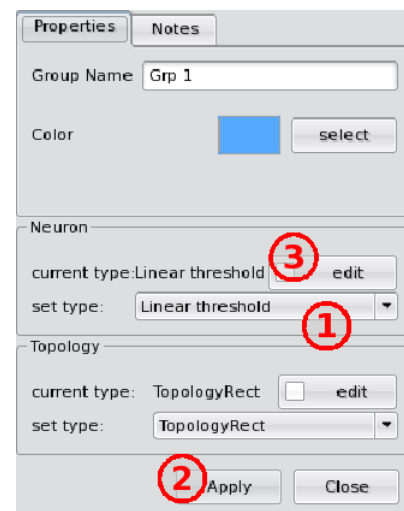 Properties Notes
Group Name Grp 1
Color select
Neuron
current type:Linear threshold 3 edit
set type: Linear threshold
1
Topology
current type: TopologyRect edit
set type: TopologyRect
2 Apply Close